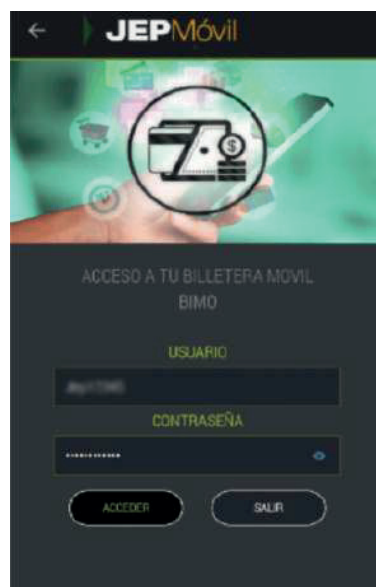 JEPMóvil
ACCESO A TU BILLETERA MOVIL
BIMO
USUARIO
CONTRASEÑA
ACCEDER
SALIR